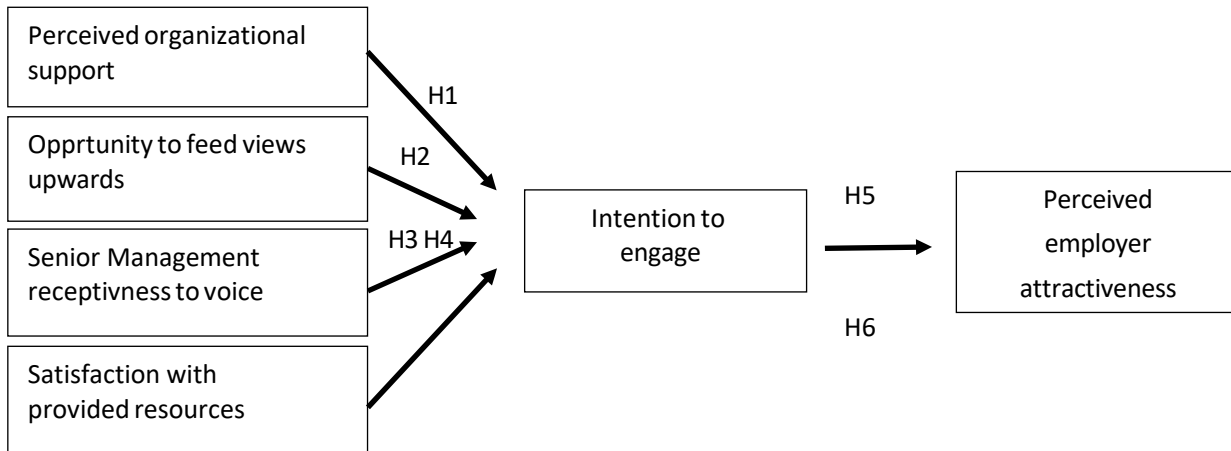 Perceived organizational
support
H1
Opprtunity to feed views
upwards
H2
Senior Management
receptivness to voice
H3 H4
Satisfaction with
provided resources
Intention to
engage
H5
H6
Perceived
employer
attractiveness